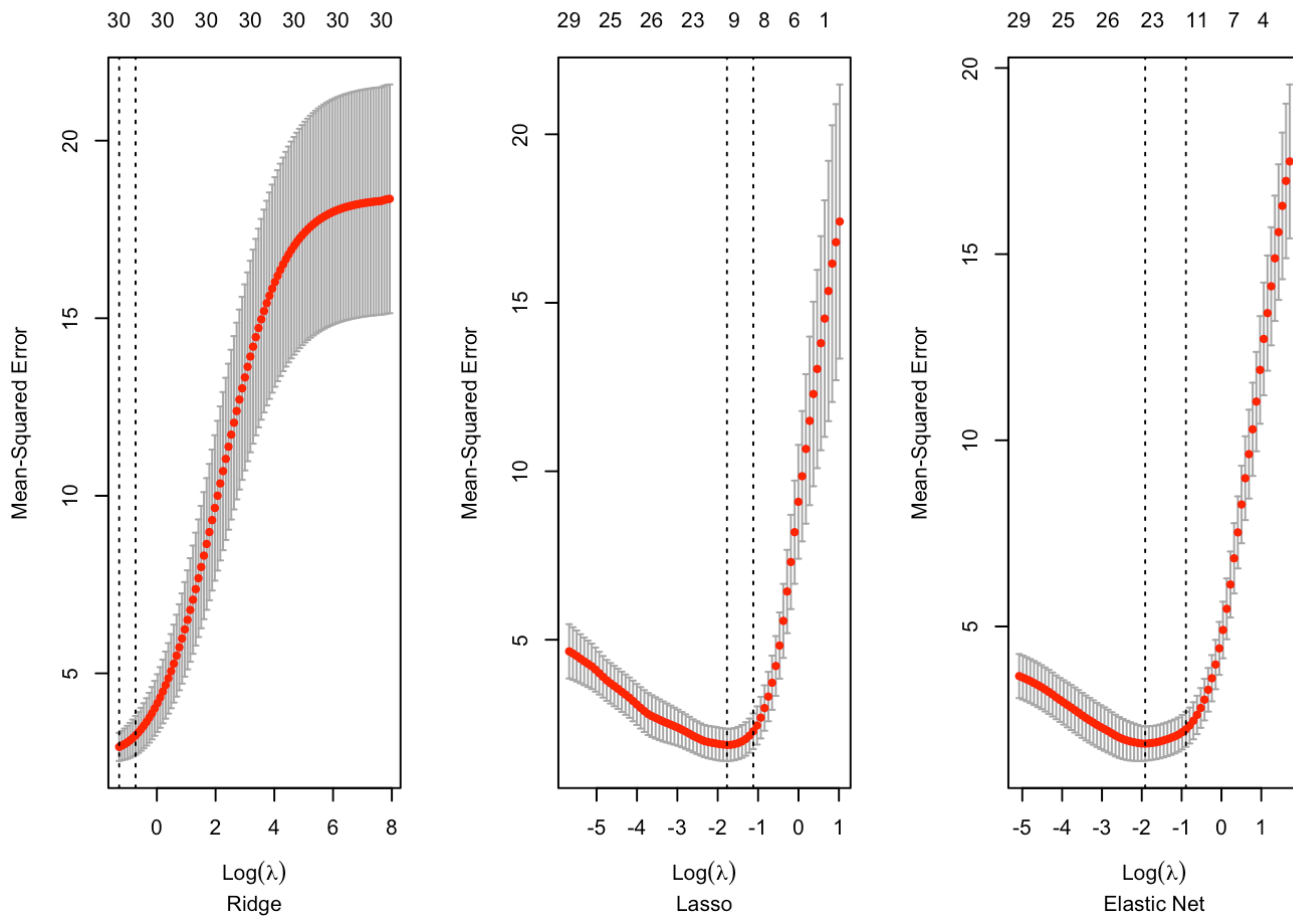 30 30 30 30 30 30 30
Mean-Squared Error
20
15
10
5
0 2 4 6 8
Log(λ)
Ridge
29 25 26 23 9 8 6 1
Mean-Squared Error
20
15
10
5
-5 -4 -3 -2 -1 0 1
Log(λ)
Lasso
29 25 26 23 11 7 4
Mean-Squared Error
20
15
10
5
-5 -4 -3 -2 -1 0 1
Log(λ)
Elastic Net